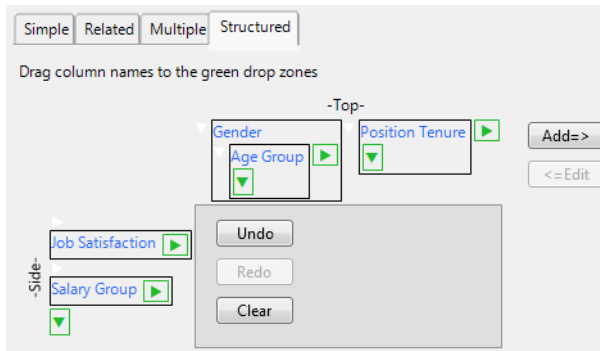 Simple Related Multiple Structured
Drag column names to the green drop zones
-Top-
Gender Position Tenure Add=>
Age Group
<=Edit
Undo
Job Satisfaction
Redo
-Side-
Salary Group
Clear